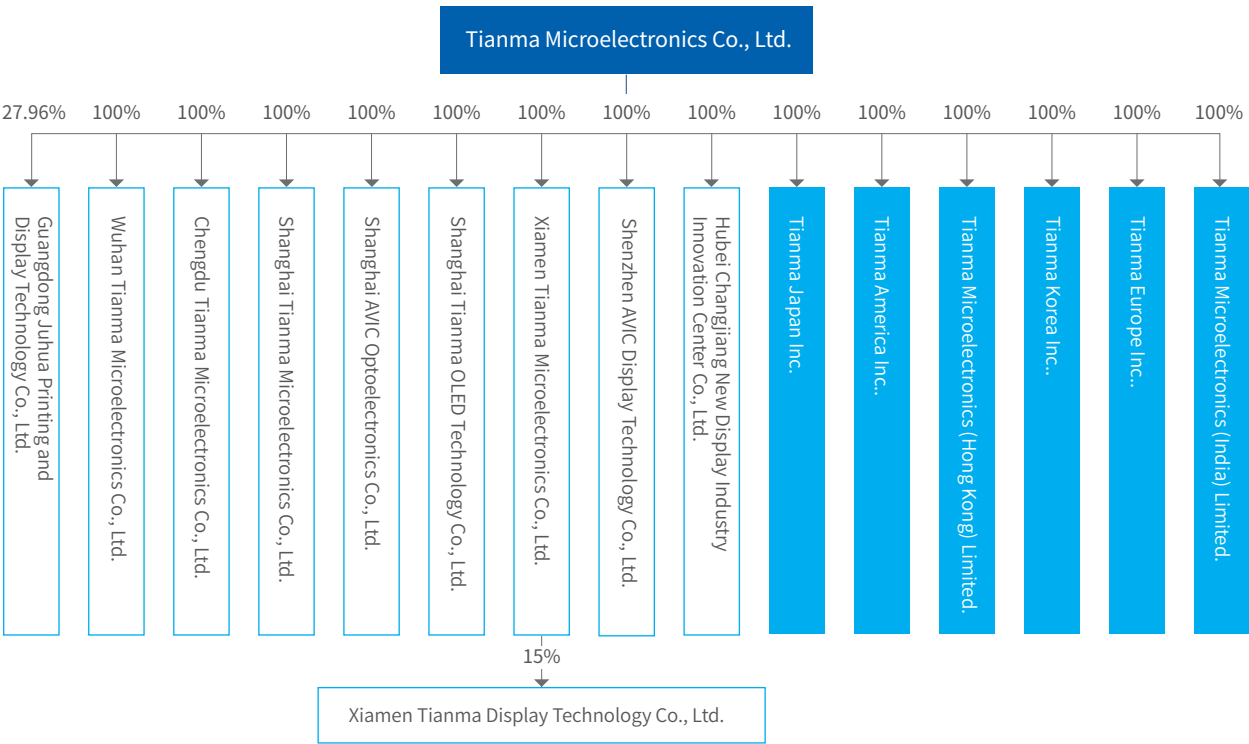 Tianma Microelectronics Co., Ltd.
27.96%
100%
100%
100%
100%
100%
100%
100%
100%
100%
100%
100%
100%
100%
100%
Guangdong Juhua Printing and
Display Technology Co., Ltd.
Wuhan Tianma Microelectronics Co., Ltd.
Chengdu Tianma Microelectronics Co., Ltd.
Shanghai Tianma Microelectronics Co., Ltd.
Shanghai AVIC Optoelectronics Co., Ltd.
Shanghai Tianma OLED Technology Co., Ltd.
Xiamen Tianma Microelectronics Co., Ltd.
Shenzhen AVIC Display Technology Co., Ltd.
Hubei Changjiang New Display Industry
Innovation Center Co., Ltd.
Tianma Japan Inc.
Tianma America Inc..
Tianma Microelectronics (Hong Kong) Limited.
Tianma Korea Inc..
Tianma Europe Inc..
Tianma Microelectronics (India) Limited.
15%
Xiamen Tianma Display Technology Co., Ltd.